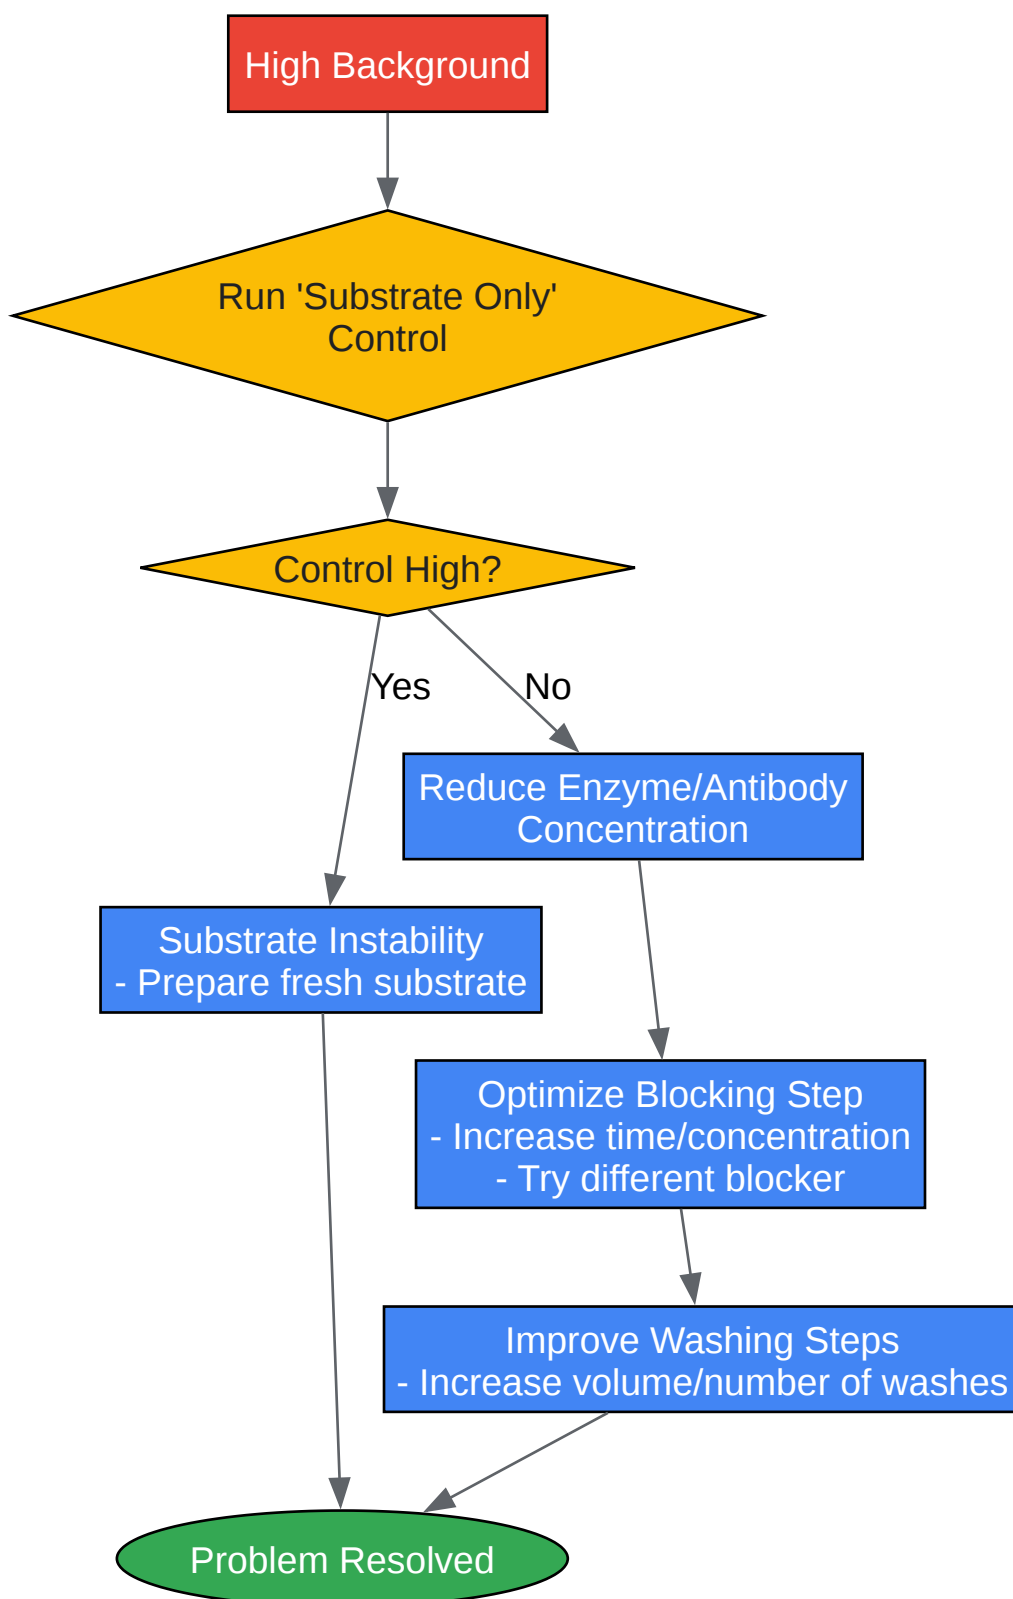 High Background
Run 'Substrate Only'
Control
Control High?
Yes
No
Reduce Enzyme/Antibody
Concentration
Substrate Instability
- Prepare fresh substrate
Optimize Blocking Step
- Increase time/concentration
- Try different blocker
Improve Washing Steps
- Increase volume/number of washes
Problem Resolved